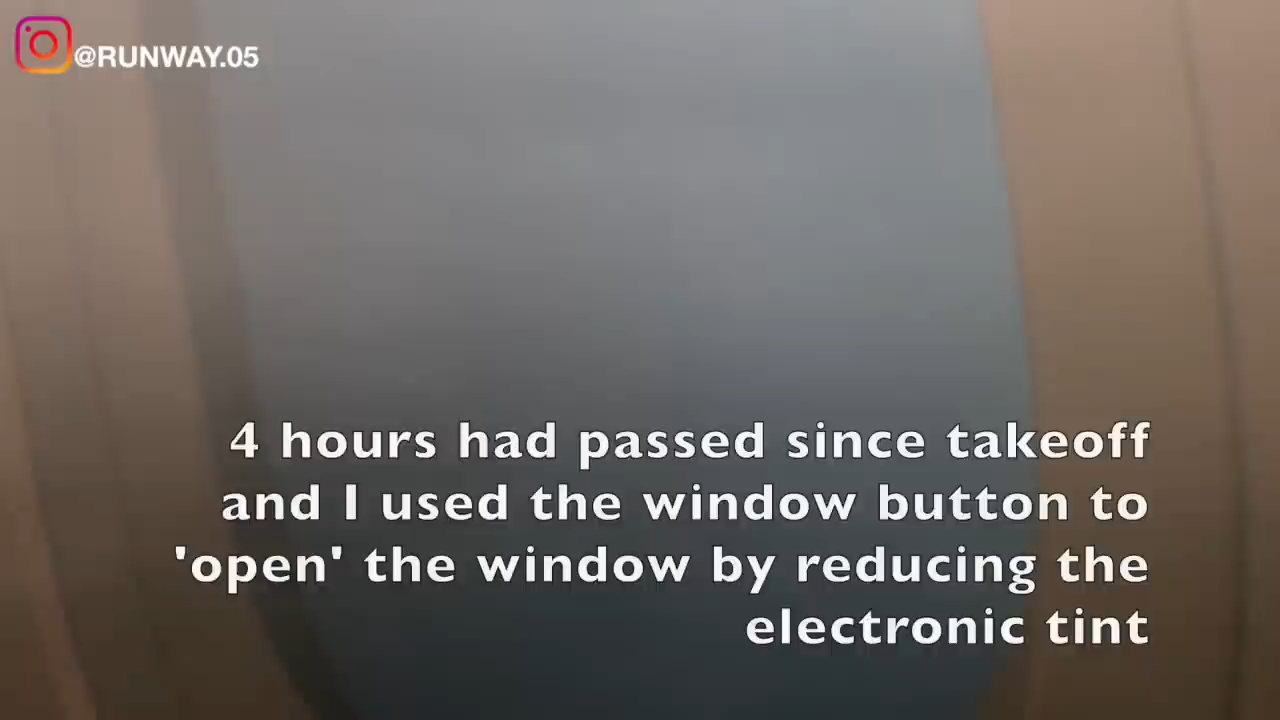 @RUNWAY.05
4 hours had passed since takeoff
and I used the window button to
'open' the window by reducing the
electronic tint